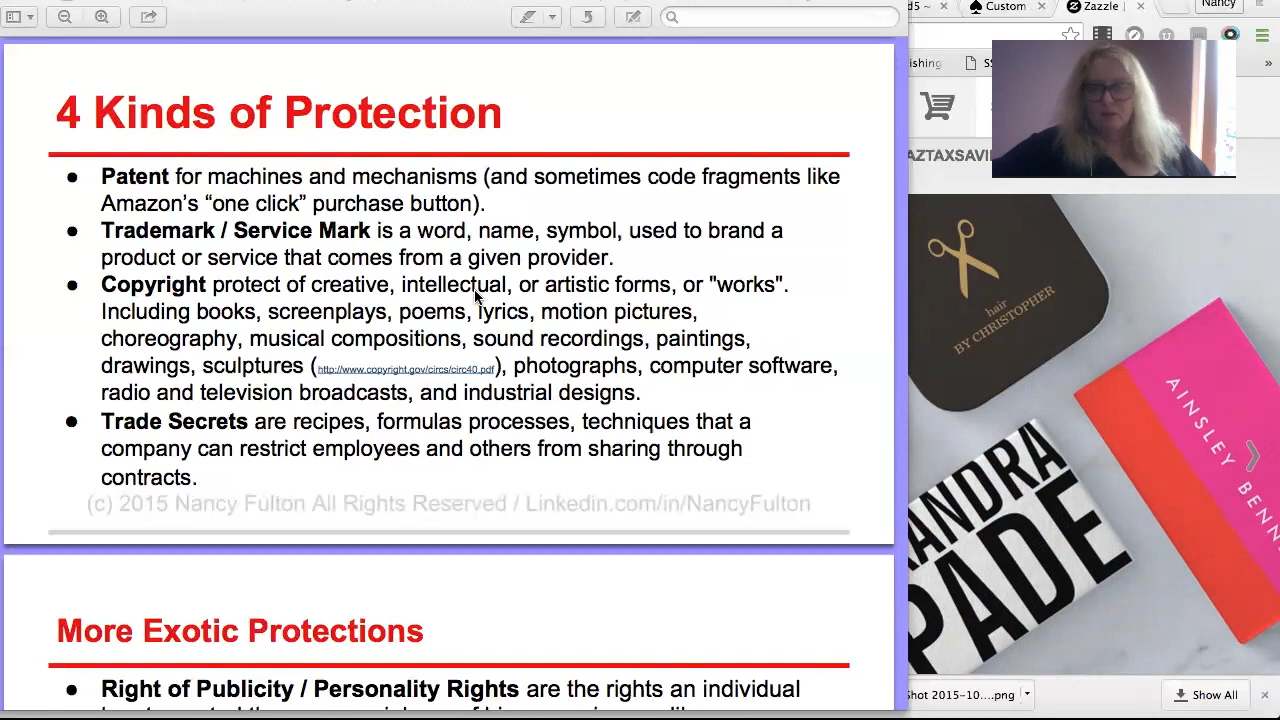 4 Kinds of Protection
● Patent for machines and mechanisms (and sometimes code fragments like
Amazon’s “one click” purchase button).
● Trademark / Service Mark is a word, name, symbol, used to brand a
product or service that comes from a given provider.
● Copyright protect of creative, intellectual, or artistic forms, or "works".
Including books, screenplays, poems, lyrics, motion pictures,
choreography, musical compositions, sound recordings, paintings,
drawings, sculptures (http://www.copyright.gov/circs/circ40.pdf), photographs, computer software,
radio and television broadcasts, and industrial designs.
● Trade Secrets are recipes, formulas processes, techniques that a
company can restrict employees and others from sharing through
contracts.
(c) 2015 Nancy Fulton All Rights Reserved / Linkedin.com/in/NancyFulton
More Exotic Protections
● Right of Publicity / Personality Rights are the rights an individual
d5 ~
Custom
Zazzle
Nancy
ishing
AZTAXSAVI
hair
BY CHRISTOPHER
AINSLEY BENN
ANDRA
PADE
Shot 2015-10....png
Show All